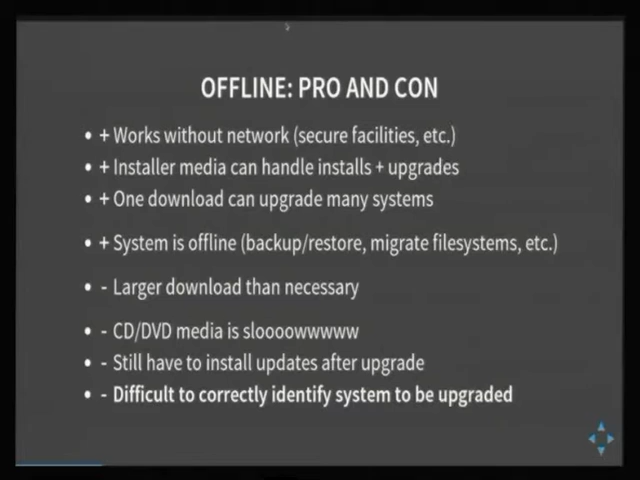 OFFLINE: PRO AND CON
• + Works without network (secure facilities, etc.)
• + Installer media can handle installs + upgrades
• + One download can upgrade many systems
• + System is offline (backup/restore, migrate filesystems, etc.)
• - Larger download than necessary
• - CD/DVD media is sloooowwwww
• - Still have to install updates after upgrade
• - Difficult to correctly identify system to be upgraded